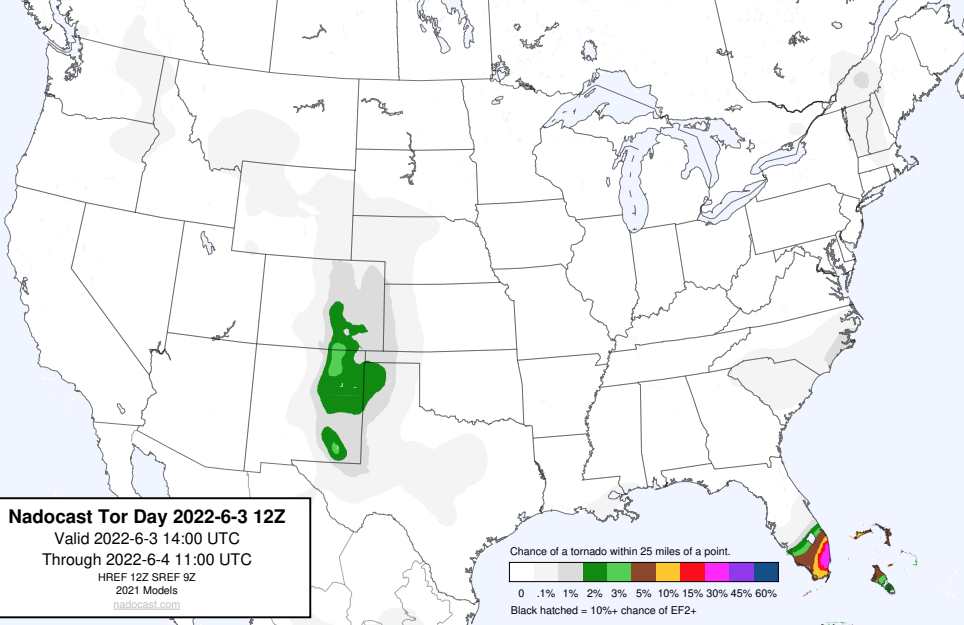 Nadocast Tor Day 2022-6-3 12Z
Valid 2022-6-3 14:00 UTC
Through 2022-6-4 11:00 UTC
HREF 12Z SREF 9Z
2021 Models
nadocast.com
Chance of a tornado within 25 miles of a point.
0 .1% 1% 2% 3% 5% 10% 15% 30% 45% 60%
Black hatched = 10%+ chance of EF2+